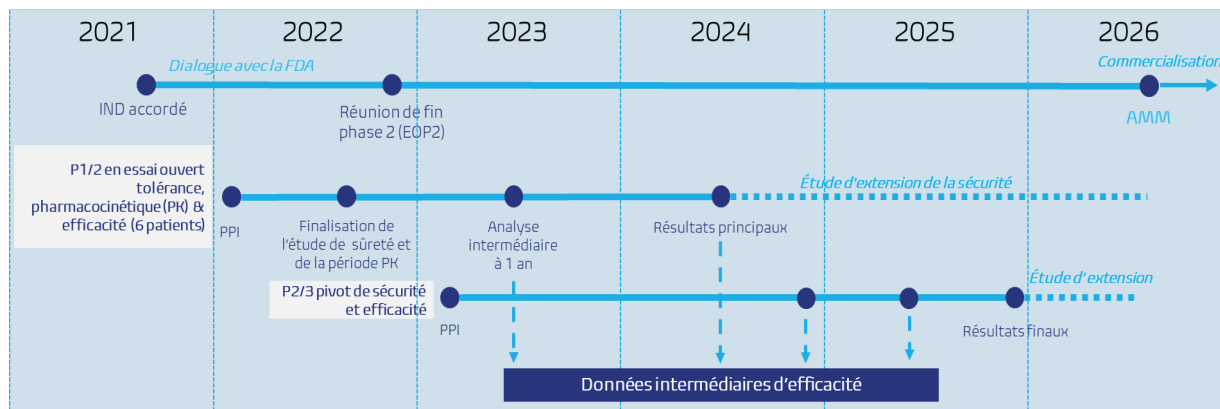 2021
2022
2023
2024
2025
2026
Dialogue avec la FDA
Commercialisation
IND accordé
Réunion de fin
phase 2 (EOP2)
AMM
P1/2 en essai ouvert
tolérance,
pharmacocinétique (PK) &
efficacité (6 patients)
Étude d'extension de la sécurité
PPI
Finalisation de
l'étude de sûreté et
de la période PK
Analyse
intermédiaire
à 1 an
Résultats principaux
P2/3 pivot de sécurité
et efficacité
Étude d'extension
PPI
Résultats finaux
Données intermédiaires d'efficacité